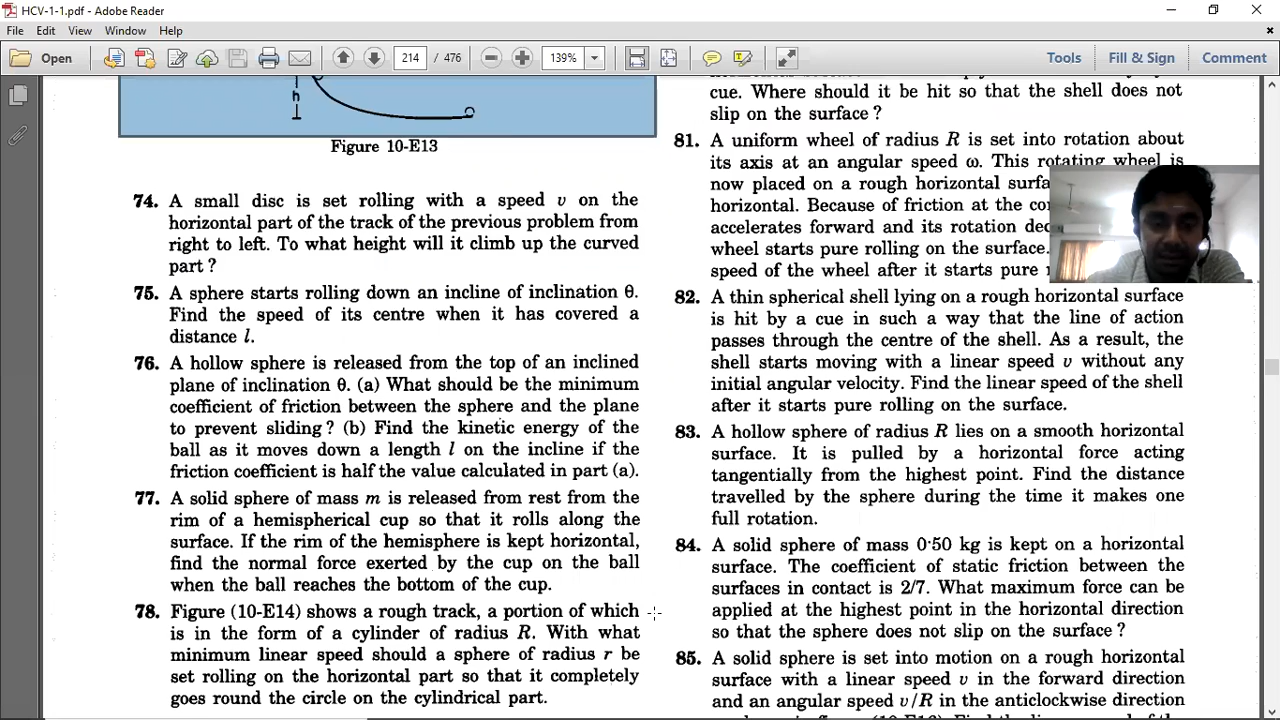 HCV-1-1.pdf - Adobe Reader
File Edit View Window Help
Open 214 / 476 139% Tools Fill & Sign Comment
h
Figure 10-E13
74. A small disc is set rolling with a speed v on the
horizontal part of the track of the previous problem from
right to left. To what height will it climb up the curved
part ?
75. A sphere starts rolling down an incline of inclination θ.
Find the speed of its centre when it has covered a
distance l.
76. A hollow sphere is released from the top of an inclined
plane of inclination θ. (a) What should be the minimum
coefficient of friction between the sphere and the plane
to prevent sliding ? (b) Find the kinetic energy of the
ball as it moves down a length l on the incline if the
friction coefficient is half the value calculated in part (a).
77. A solid sphere of mass m is released from rest from the
rim of a hemispherical cup so that it rolls along the
surface. If the rim of the hemisphere is kept horizontal,
find the normal force exerted by the cup on the ball
when the ball reaches the bottom of the cup.
78. Figure (10-E14) shows a rough track, a portion of which
is in the form of a cylinder of radius R. With what
minimum linear speed should a sphere of radius r be
set rolling on the horizontal part so that it completely
goes round the circle on the cylindrical part.
cue. Where should it be hit so that the shell does not
slip on the surface ?
81. A uniform wheel of radius R is set into rotation about
its axis at an angular speed ω. This rotating wheel is
now placed on a rough horizontal
horizontal. Because of friction at the
accelerates forward and its rotation
wheel starts pure rolling on the surface.
speed of the wheel after it starts pure
82. A thin spherical shell lying on a rough horizontal surface
is hit by a cue in such a way that the line of action
passes through the centre of the shell. As a result, the
shell starts moving with a linear speed v without any
initial angular velocity. Find the linear speed of the shell
after it starts pure rolling on the surface.
83. A hollow sphere of radius R lies on a smooth horizontal
surface. It is pulled by a horizontal force acting
tangentially from the highest point. Find the distance
travelled by the sphere during the time it makes one
full rotation.
84. A solid sphere of mass 0·50 kg is kept on a horizontal
surface. The coefficient of static friction between the
surfaces in contact is 2/7. What maximum force can be
applied at the highest point in the horizontal direction
so that the sphere does not slip on the surface ?
85. A solid sphere is set into motion on a rough horizontal
surface with a linear speed v in the forward direction
and an angular speed v/R in the anticlockwise direction